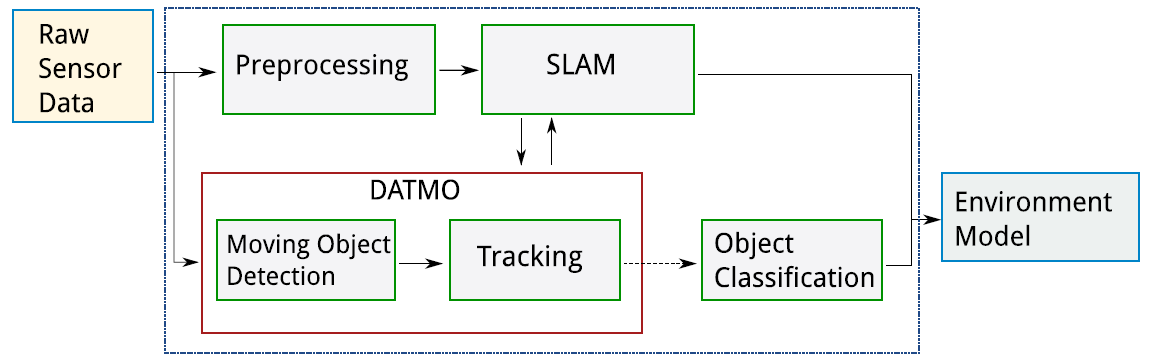 Raw
Sensor
Data
Preprocessing
SLAM
DATMO
Moving Object
Detection
Tracking
Object
Classification
Environment
Model